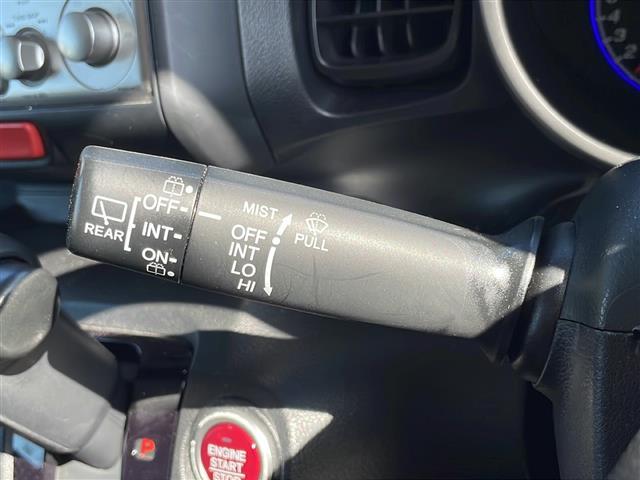 OFF
REAR
INT
ON
MIST
PULL
OFF
INT
LO
HI
P
ENGINE
START
STOP